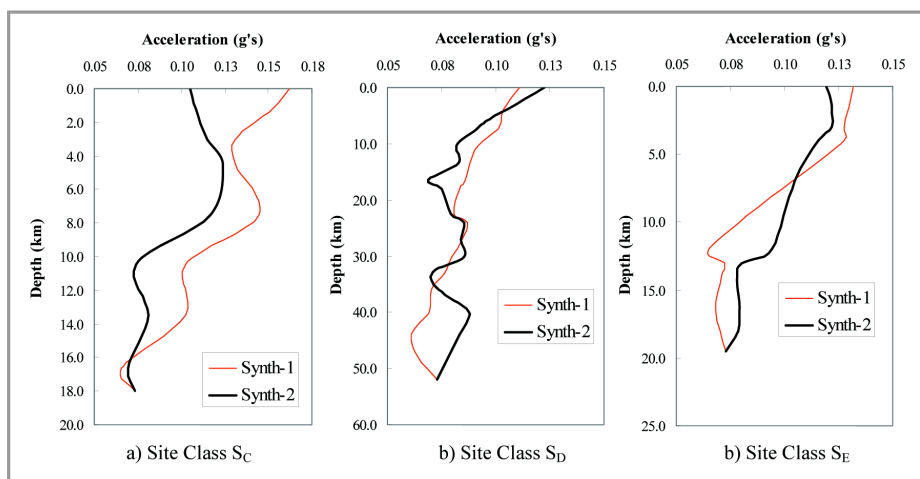 Acceleration (g's)
0.05 0.08 0.10 0.13 0.15 0.18
0.0
2.0
4.0
6.0
8.0
10.0
12.0
14.0
16.0
18.0
20.0
Depth (km)
Synth-1
Synth-2
a) Site Class SC
Acceleration (g's)
0.05 0.08 0.10 0.13 0.15
0.0
10.0
20.0
30.0
40.0
50.0
60.0
Depth (km)
Synth-1
Synth-2
b) Site Class SD
Acceleration (g's)
0.05 0.08 0.10 0.13 0.15
0.0
5.0
10.0
15.0
20.0
25.0
Depth (km)
Synth-1
Synth-2
b) Site Class SE